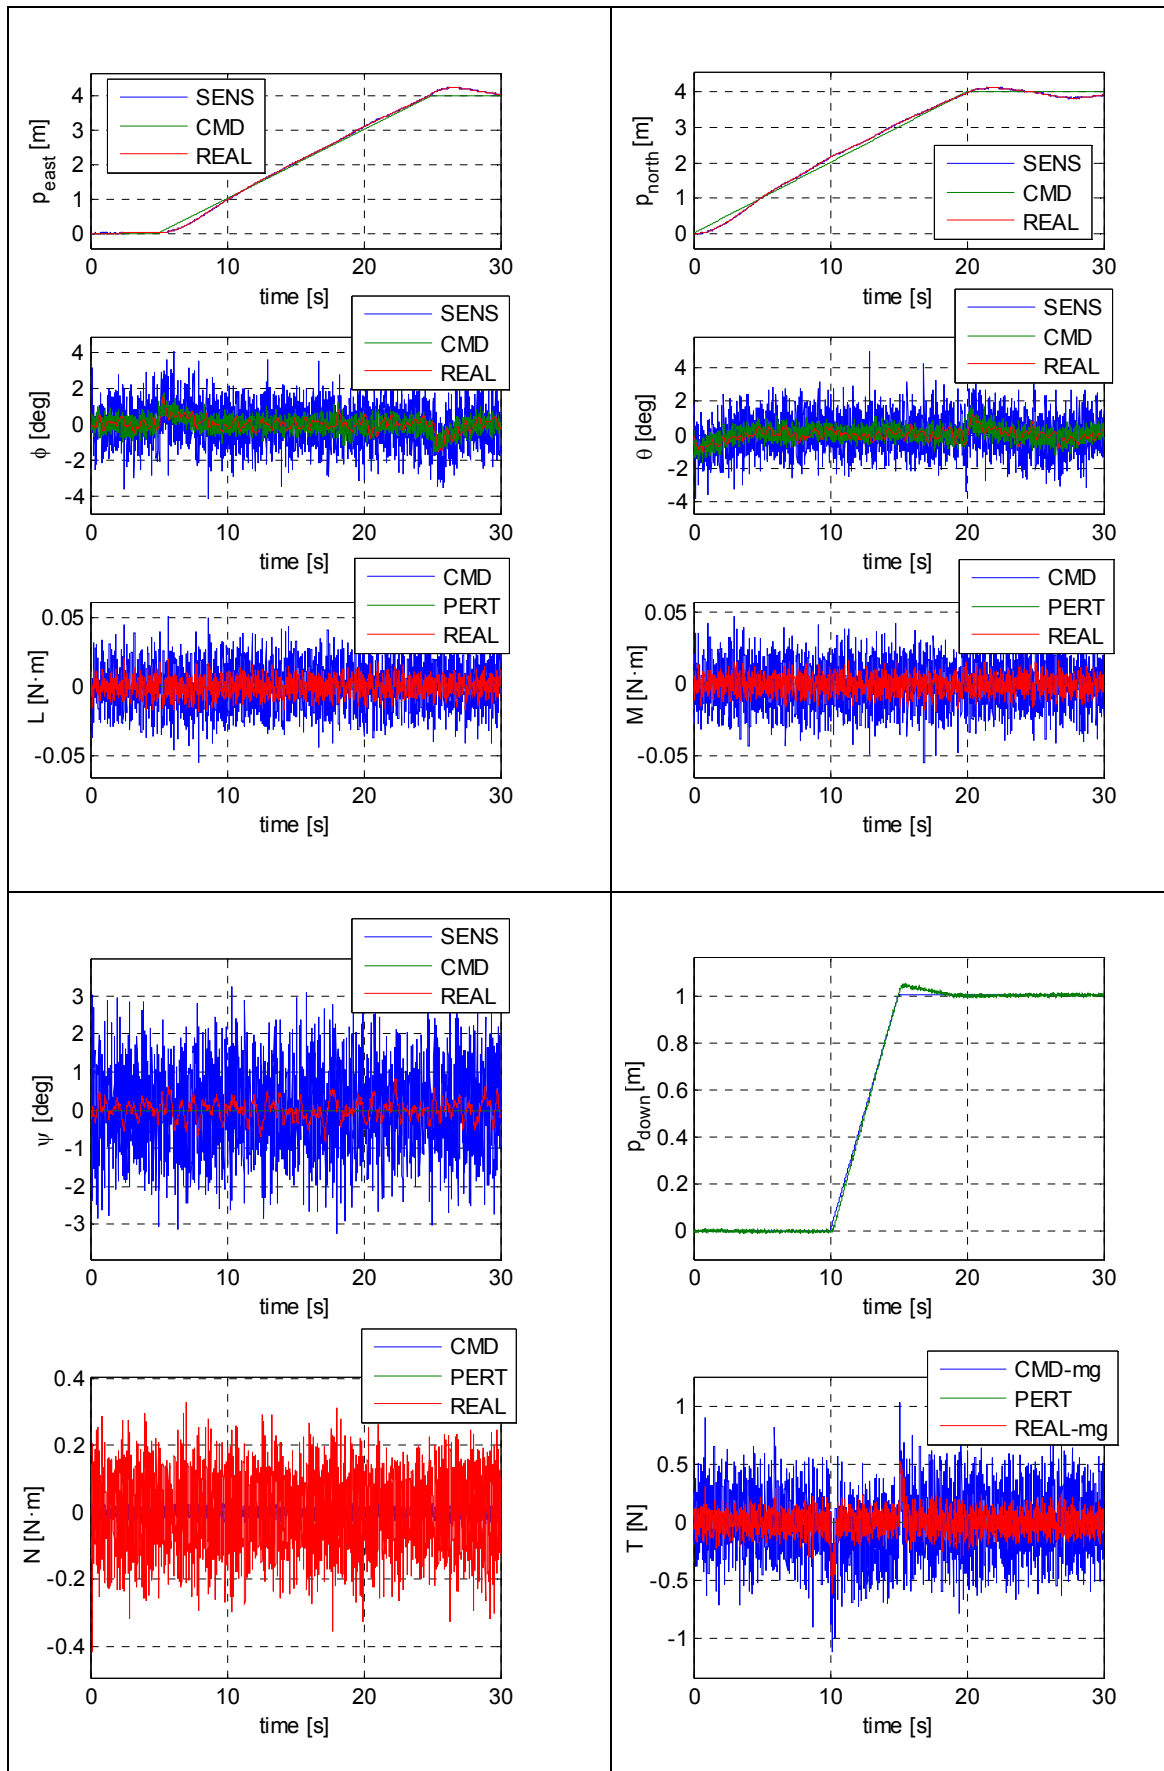 p_east [m]
SENS
CMD
REAL
4
3
2
1
0
0 10 20 30
time [s]
p_north [m]
4
3
2
1
0
SENS
CMD
REAL
0 10 20 30
time [s]
SENS
CMD
REAL
ϕ [deg]
4
2
0
-2
-4
0 10 20 30
time [s]
SENS
CMD
REAL
θ [deg]
4
2
0
-2
-4
0 10 20 30
time [s]
CMD
PERT
REAL
L [N·m]
0.05
0
-0.05
0 10 20 30
time [s]
CMD
PERT
REAL
M [N·m]
0.05
0
-0.05
0 10 20 30
time [s]
SENS
CMD
REAL
ψ [deg]
3
2
1
0
-1
-2
-3
0 10 20 30
time [s]
p_down [m]
1
0.8
0.6
0.4
0.2
0
0 10 20 30
time [s]
CMD
PERT
REAL
N [N·m]
0.4
0.2
0
-0.2
-0.4
0 10 20 30
time [s]
CMD-mg
PERT
REAL-mg
T [N]
1
0.5
0
-0.5
-1
0 10 20 30
time [s]